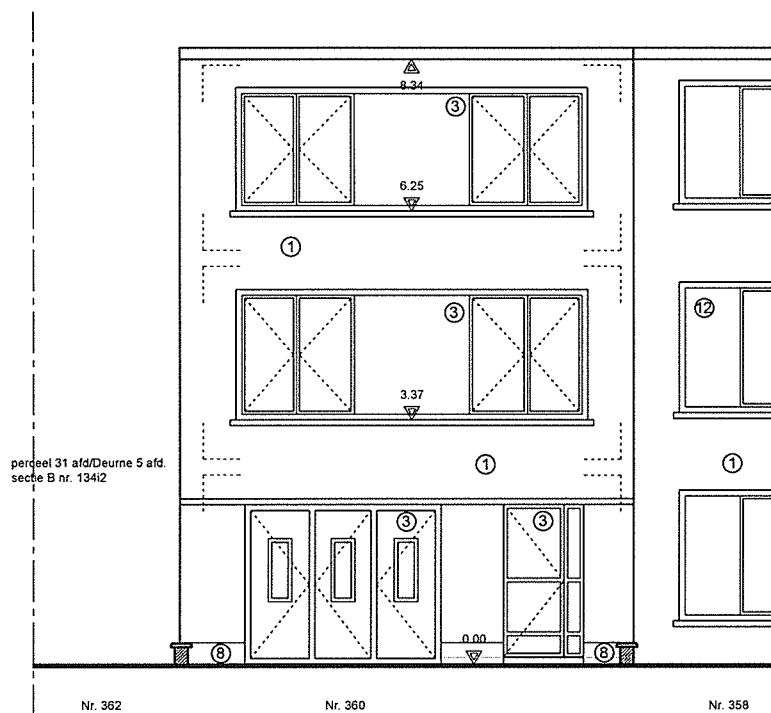 8.34
3
6.25
1
3
12
3.37
1
1
perceel 31 afd/Deurne 5 afd.
sectie B nr. 134i2
3
3
0.00
8
8
Nr. 362
Nr. 360
Nr. 358